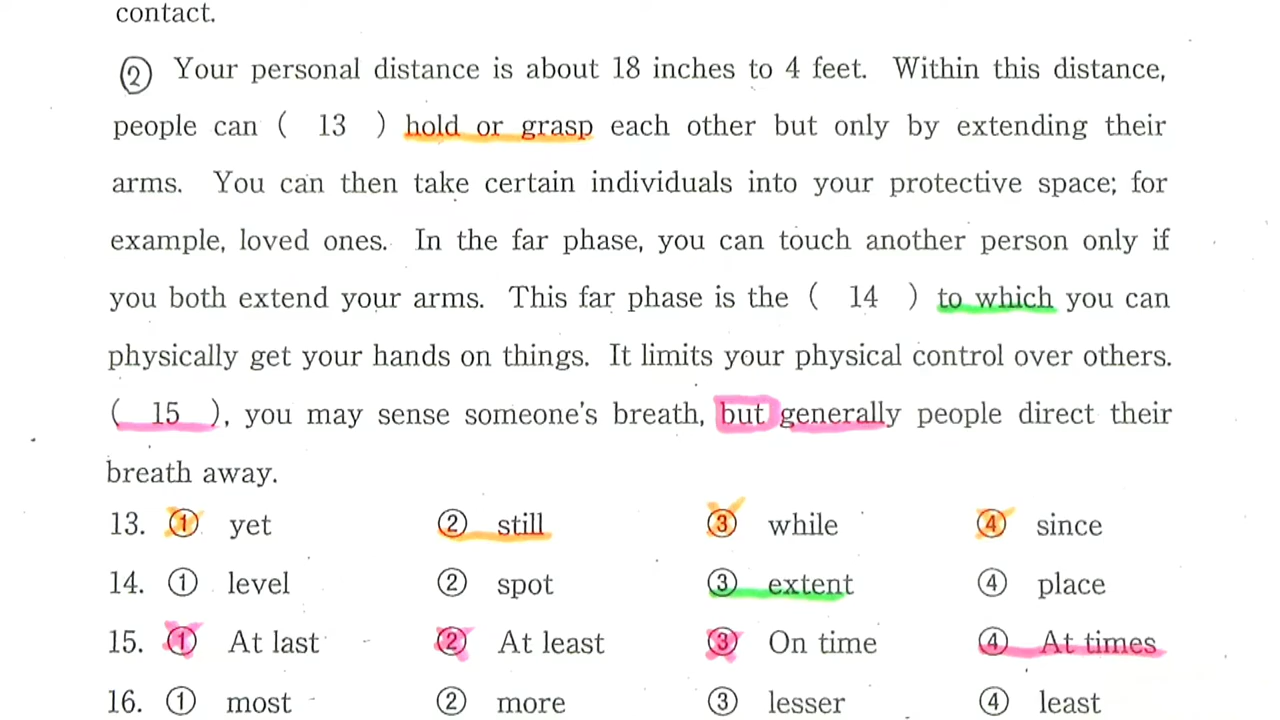 contact.
② Your personal distance is about 18 inches to 4 feet. Within this distance,
people can ( 13 ) hold or grasp each other but only by extending their
arms. You can then take certain individuals into your protective space; for
example, loved ones. In the far phase, you can touch another person only if
you both extend your arms. This far phase is the ( 14 ) to which you can
physically get your hands on things. It limits your physical control over others.
( 15 ), you may sense someone's breath, but generally people direct their
breath away.
13. ① yet ② still ③ while ④ since
14. ① level ② spot ③ extent ④ place
15. ① At last ② At least ③ On time ④ At times
16. ① most ② more ③ lesser ④ least